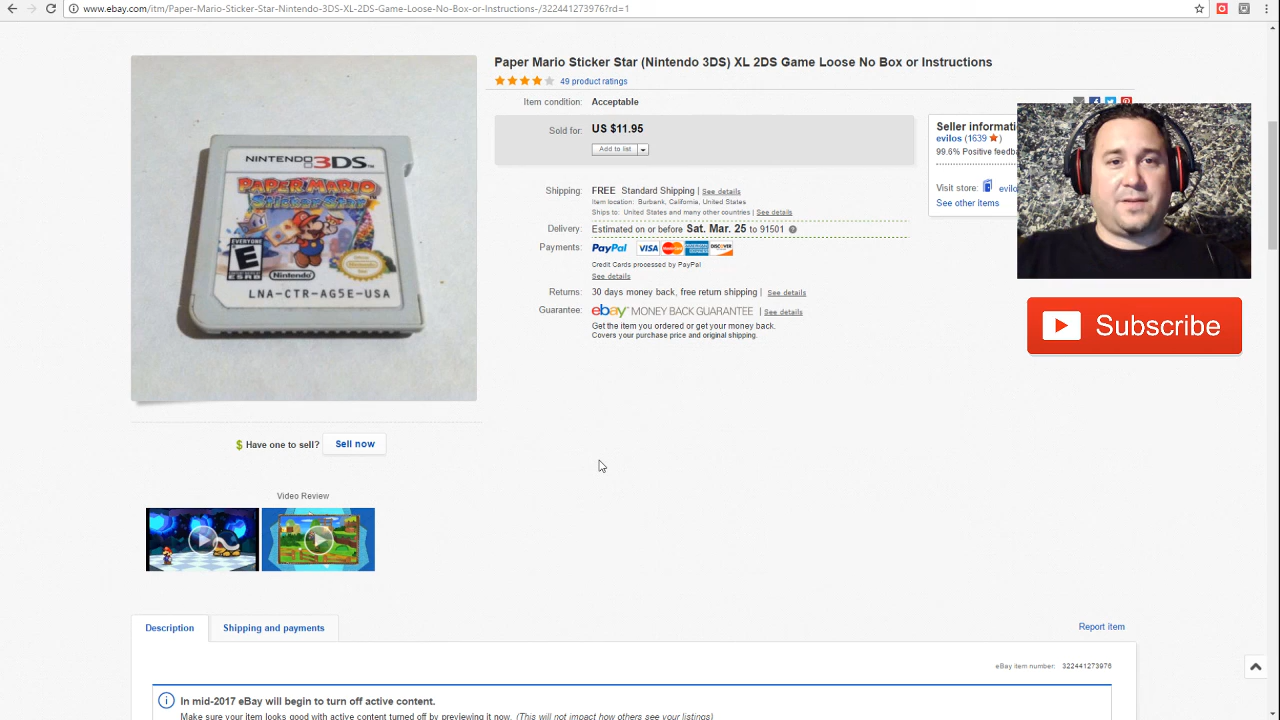 www.ebay.com/itm/Paper-Mario-Sticker-Star-Nintendo-3DS-XL-2DS-Game-Loose-No-Box-or-Instructions-/322441273976?rd=1
Paper Mario Sticker Star (Nintendo 3DS) XL 2DS Game Loose No Box or Instructions
49 product ratings
Item condition: Acceptable
Sold for: US $11.95
Add to list
Shipping: FREE Standard Shipping | See details
Item location: Burbank, California, United States
Ships to: United States and many other countries | See details
Delivery: Estimated on or before Sat. Mar. 25 to 91501
Payments: PayPal VISA MasterCard DISCOVER
Credit Cards processed by PayPal
See details
Returns: 30 days money back, free return shipping | See details
Guarantee: ebay MONEY BACK GUARANTEE | See details
Get the item you ordered or get your money back.
Covers your purchase price and original shipping.
Seller informati
evilos (1639 )
99.6% Positive feedb
Visit store: evilo
See other items
Subscribe
NINTENDO 3DS
PAPER MARIO
Sticker Star
EVERYONE
E
ESRB
Nintendo
LNA-CTR-AG5E-USA
$ Have one to sell? Sell now
Video Review
Description
Shipping and payments
Report item
eBay item number: 322441273976
i In mid-2017 eBay will begin to turn off active content.
Make sure your item looks good with active content turned off by previewing it now. (This will not impact how others see your listings)